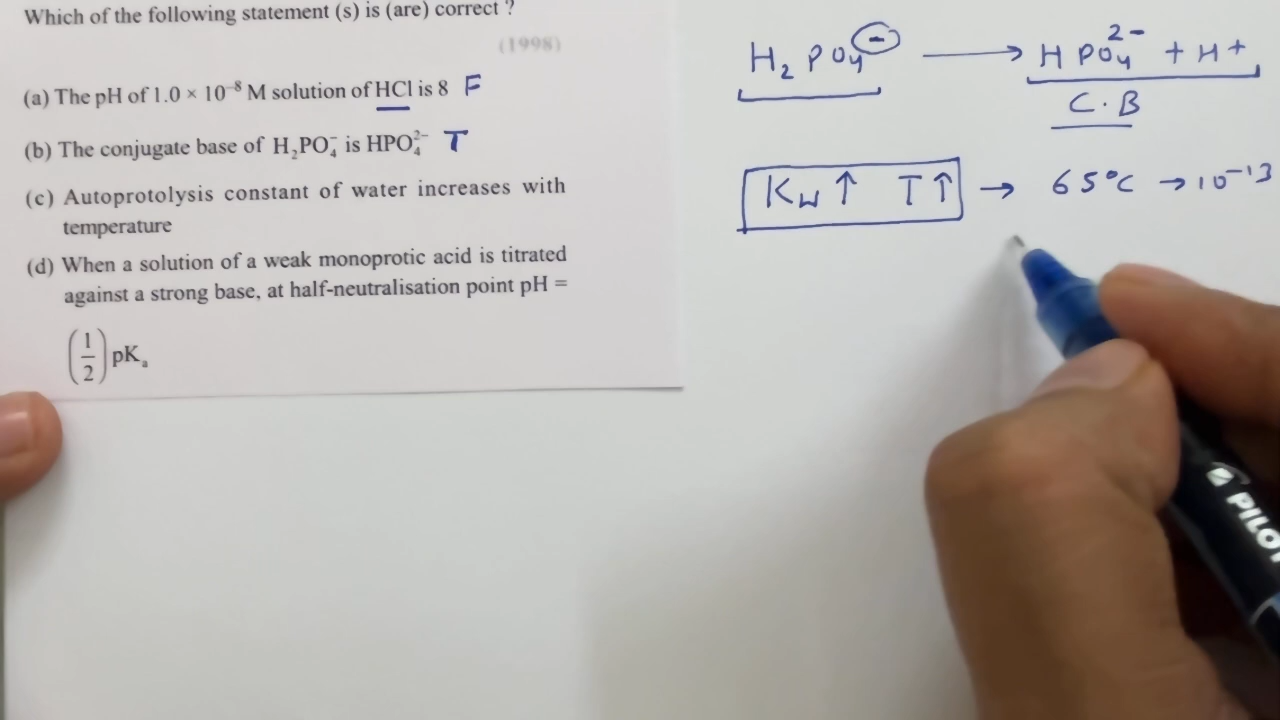 Which of the following statement (s) is (are) correct ?
(1998)
(a) The pH of 1.0 × 10⁻⁸ M solution of HCl is 8 F
(b) The conjugate base of H₂PO₄⁻ is HPO₄²⁻ T
(c) Autoprotolysis constant of water increases with
temperature
(d) When a solution of a weak monoprotic acid is titrated
against a strong base, at half-neutralisation point pH =
(1/2) pKₐ
H₂PO₄⁻ → HPO₄²⁻ + H⁺
C.B
Kw ↑ T ↑ → 65°C → 10⁻¹³
PILOT